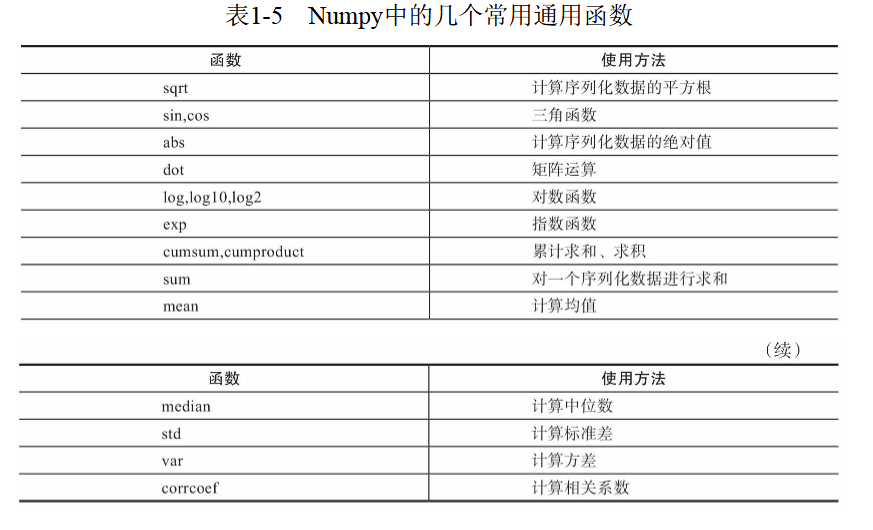 表1-5 Numpy中的几个常用通用函数
函数 使用方法
sqrt 计算序列化数据的平方根
sin,cos 三角函数
abs 计算序列化数据的绝对值
dot 矩阵运算
log,log10,log2 对数函数
exp 指数函数
cumsum,cumproduct 累计求和、求积
sum 对一个序列化数据进行求和
mean 计算均值
（续）
函数 使用方法
median 计算中位数
std 计算标准差
var 计算方差
corrcoef 计算相关系数